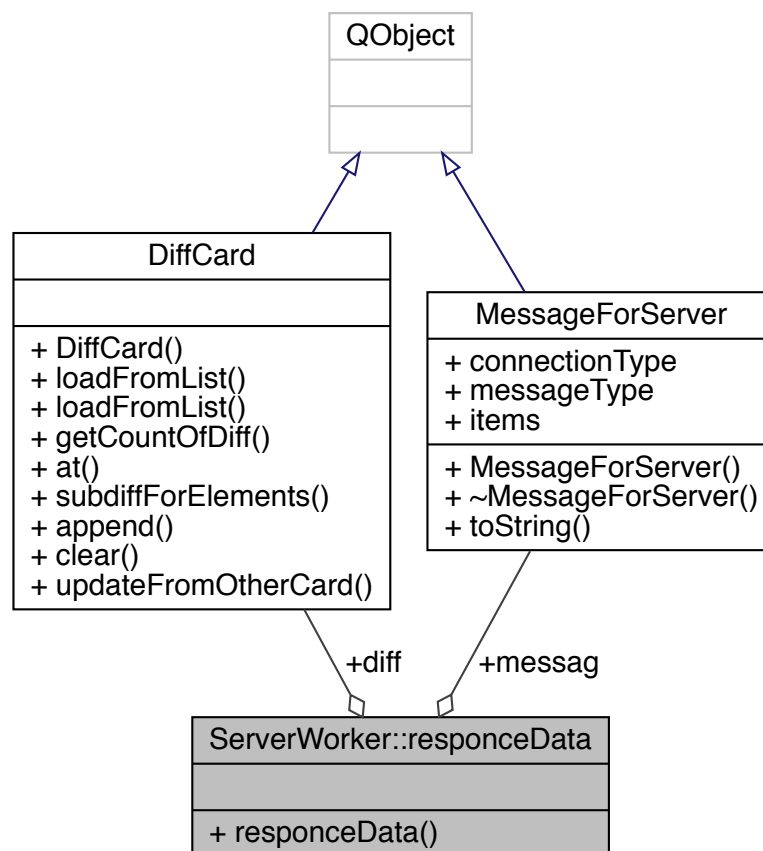 QObject
DiffCard
+ DiffCard()
+ loadFromList()
+ loadFromList()
+ getCountOfDiff()
+ at()
+ subdiffForElements()
+ append()
+ clear()
+ updateFromOtherCard()
MessageForServer
+ connectionType
+ messageType
+ items
+ MessageForServer()
+ ~MessageForServer()
+ toString()
+diff
+messag
ServerWorker::responceData
+ responceData()